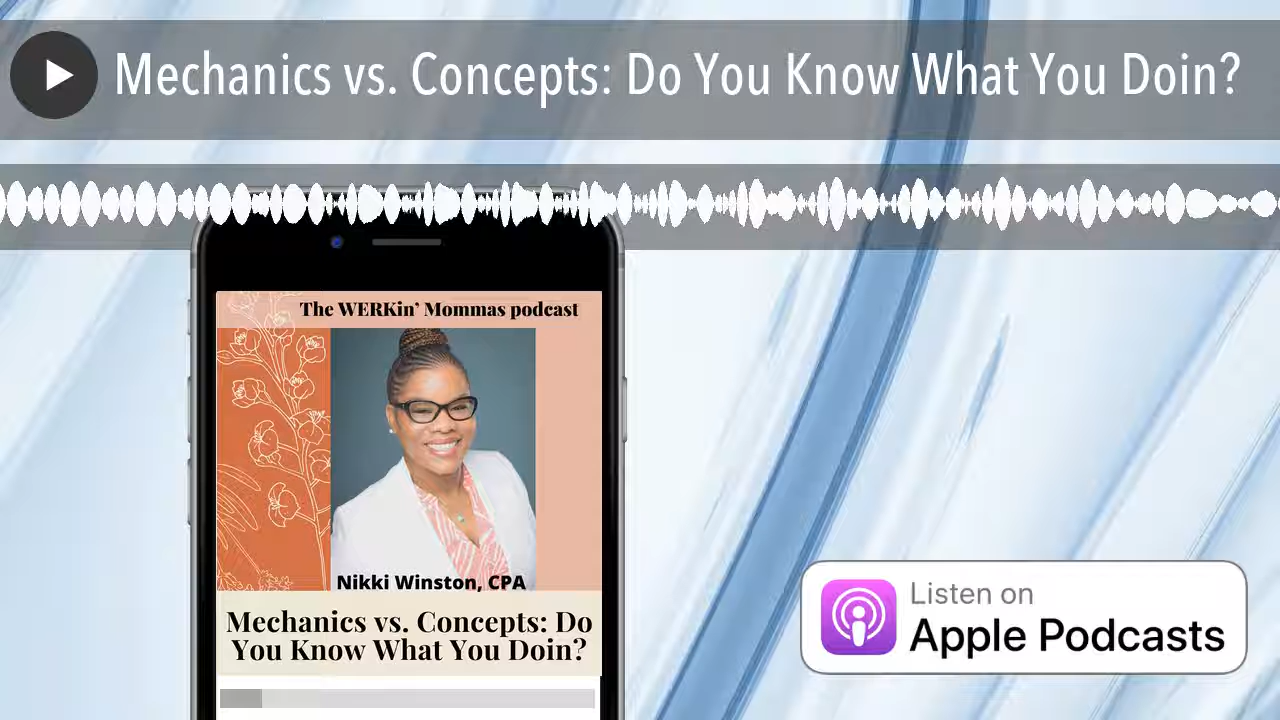 Mechanics vs. Concepts: Do You Know What You Doin?
The WERKin’ Mommas podcast
Nikki Winston, CPA
Mechanics vs. Concepts: Do
You Know What You Doin?
Listen on
Apple Podcasts